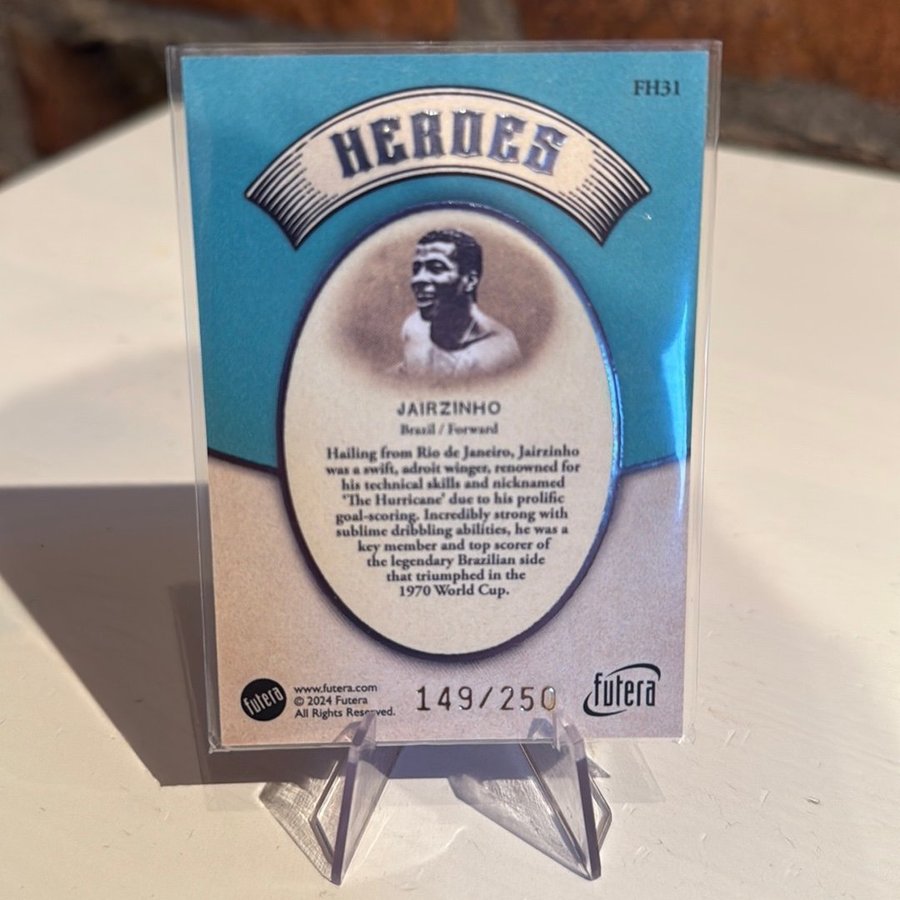 FH31
HEROES
JAIRZINHO
Brazil / Forward
Hailing from Rio de Janeiro, Jairzinho
was a swift, adroit winger, renowned for
his technical skills and nicknamed
'The Hurricane' due to his prolific
goal-scoring. Incredibly strong with
sublime dribbling abilities, he was a
key member and top scorer of
the legendary Brazilian side
that triumphed in the
1970 World Cup.
futera
www.futera.com
© 2024 Futera
All Rights Reserved.
149/250
futera